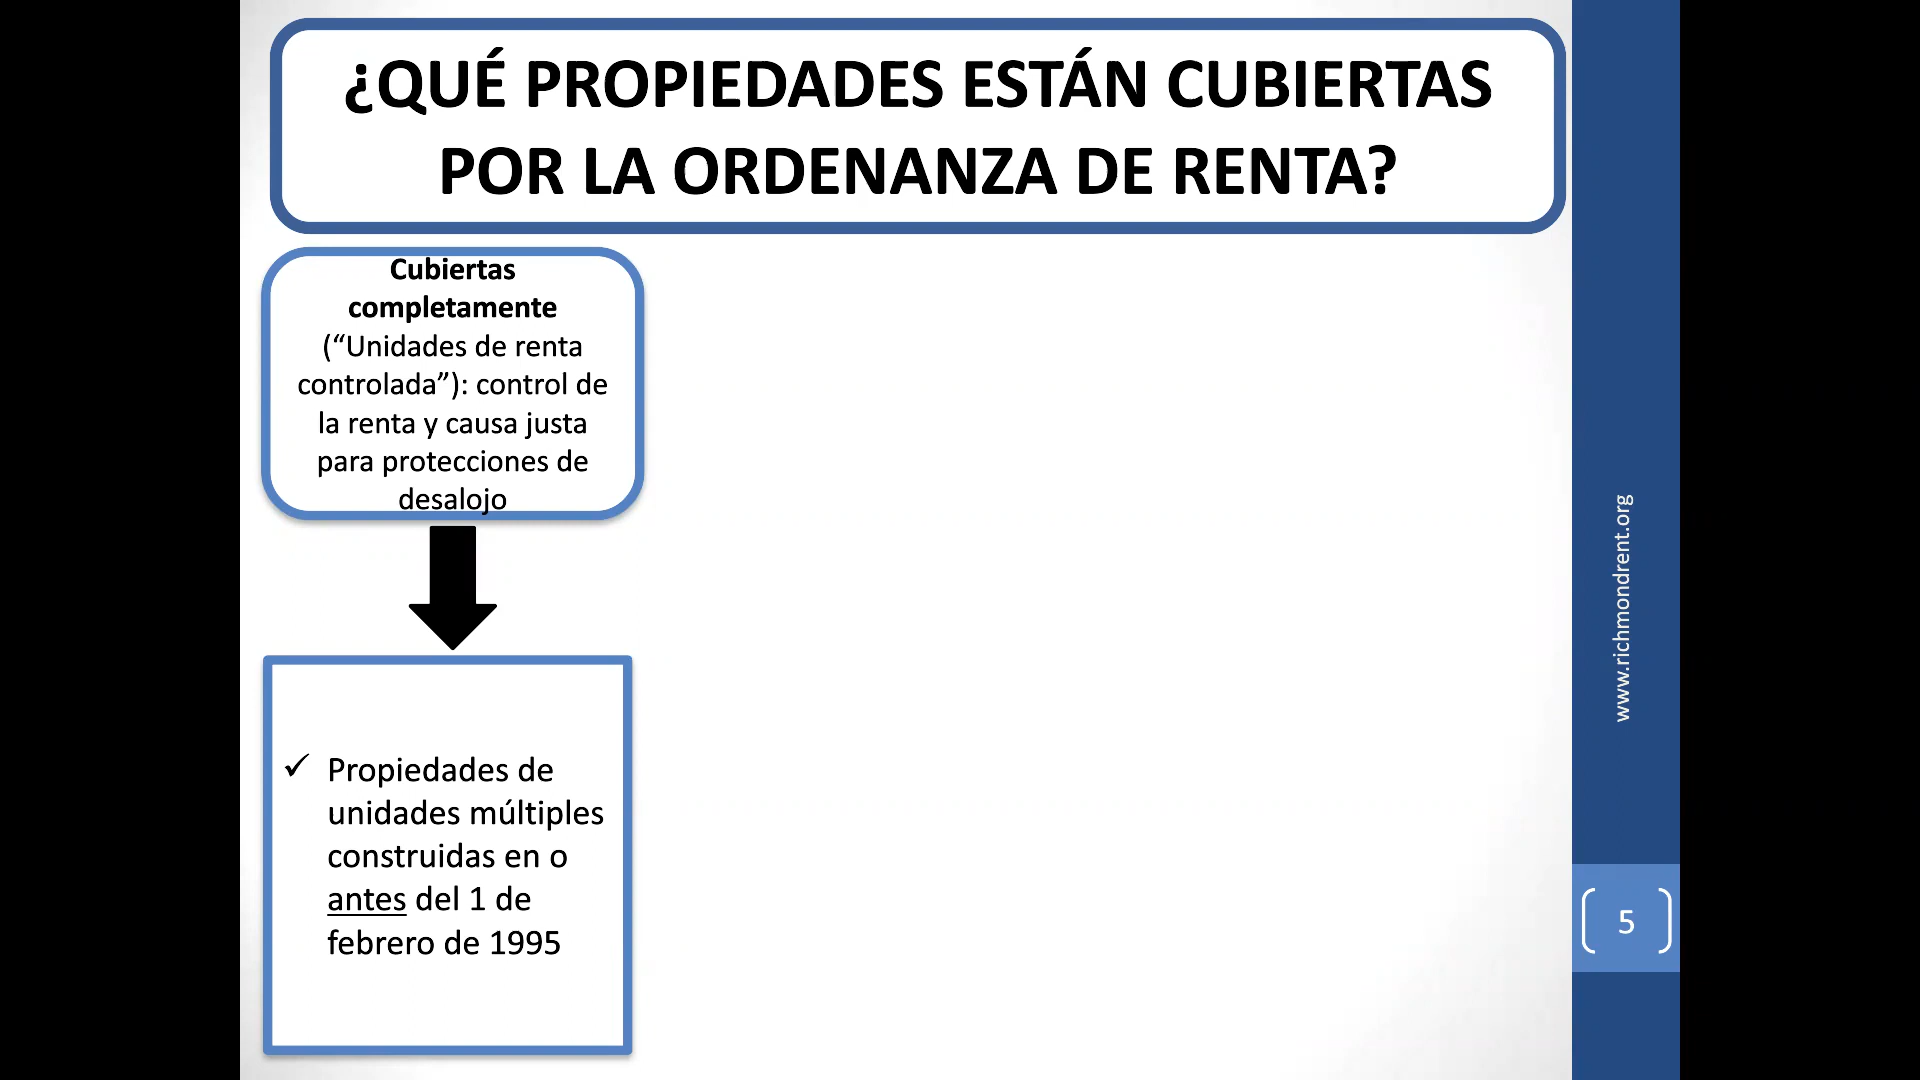 ¿QUÉ PROPIEDADES ESTÁN CUBIERTAS
POR LA ORDENANZA DE RENTA?
Cubiertas
completamente
(“Unidades de renta
controlada”): control de
la renta y causa justa
para protecciones de
desalojo
✓ Propiedades de
unidades múltiples
construidas en o
antes del 1 de
febrero de 1995
www.richmondrent.org
5